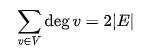 ∑_{v∈V} deg v = 2|E|